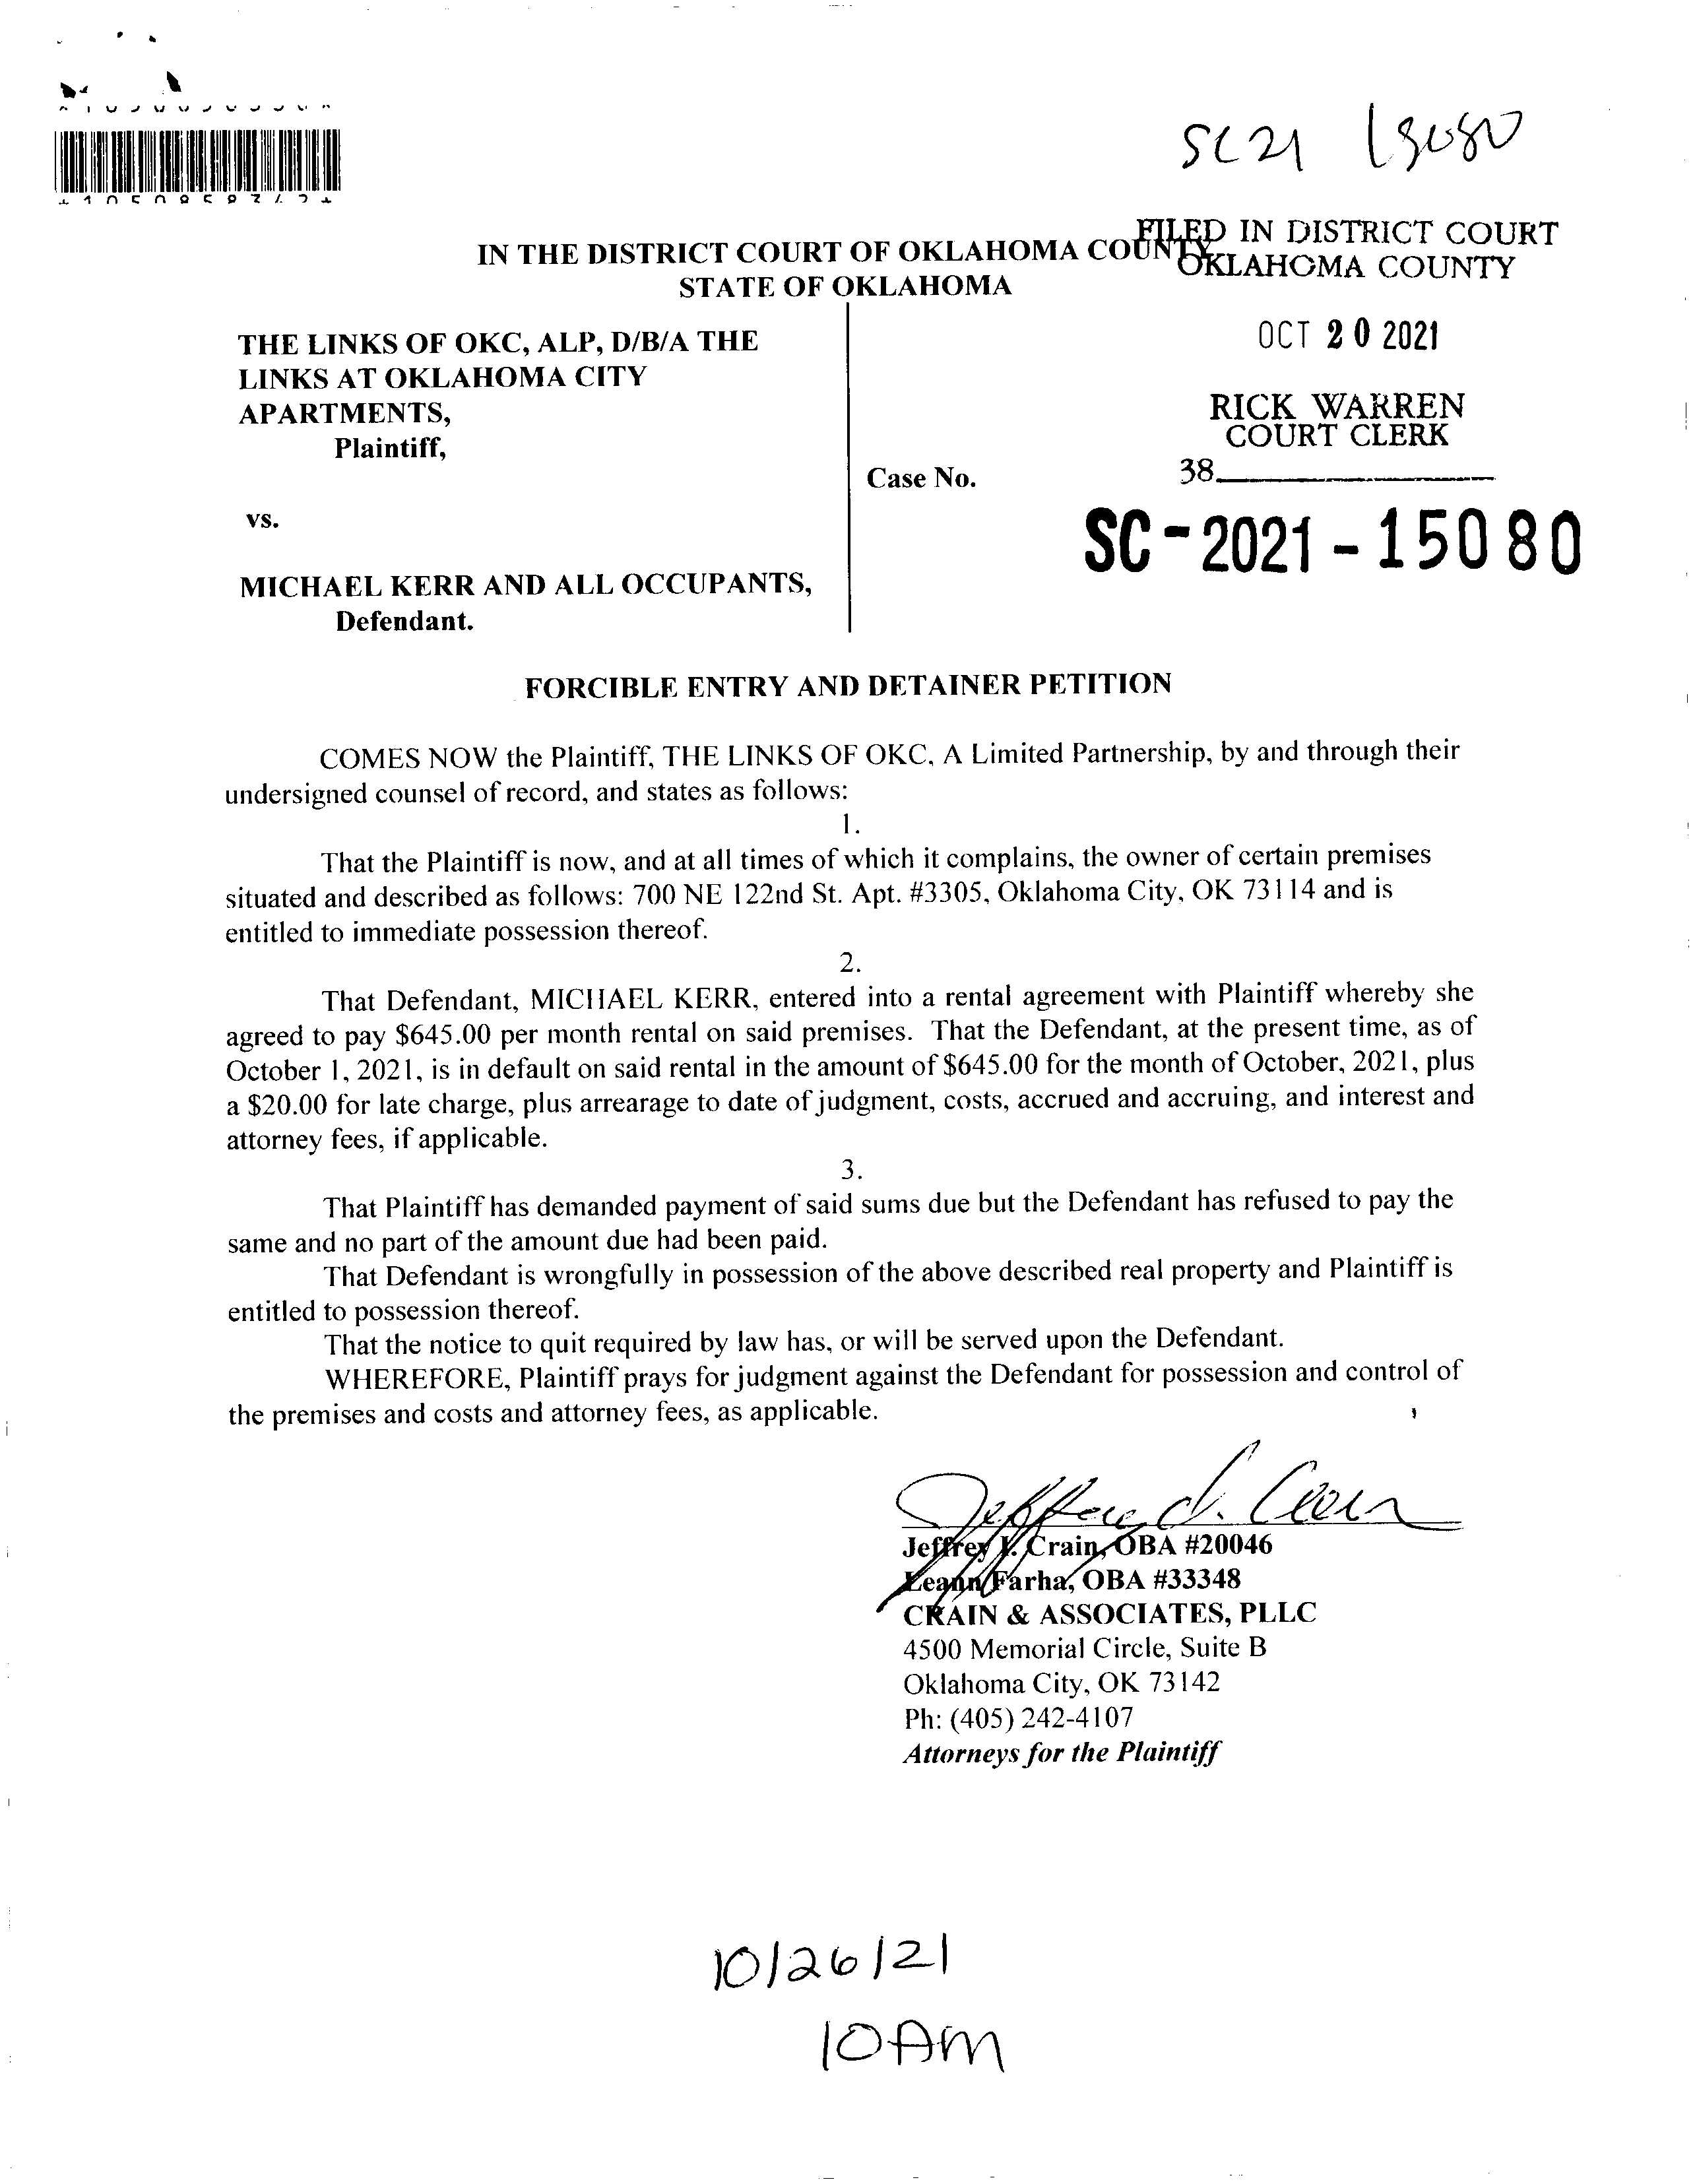 SC21 15080
FILED IN DISTRICT COURT
OKLAHOMA COUNTY
IN THE DISTRICT COURT OF OKLAHOMA COUNTY
STATE OF OKLAHOMA
THE LINKS OF OKC, ALP, D/B/A THE
LINKS AT OKLAHOMA CITY
APARTMENTS,
Plaintiff,
OCT 20 2021
RICK WARREN
COURT CLERK
38
Case No.
SC-2021-15080
vs.
MICHAEL KERR AND ALL OCCUPANTS,
Defendant.
FORCIBLE ENTRY AND DETAINER PETITION
COMES NOW the Plaintiff, THE LINKS OF OKC, A Limited Partnership, by and through their
undersigned counsel of record, and states as follows:
1.
That the Plaintiff is now, and at all times of which it complains, the owner of certain premises
situated and described as follows: 700 NE 122nd St. Apt. #3305, Oklahoma City, OK 73114 and is
entitled to immediate possession thereof.
2.
That Defendant, MICHAEL KERR, entered into a rental agreement with Plaintiff whereby she
agreed to pay $645.00 per month rental on said premises. That the Defendant, at the present time, as of
October 1, 2021, is in default on said rental in the amount of $645.00 for the month of October, 2021, plus
a $20.00 for late charge, plus arrearage to date of judgment, costs, accrued and accruing, and interest and
attorney fees, if applicable.
3.
That Plaintiff has demanded payment of said sums due but the Defendant has refused to pay the
same and no part of the amount due had been paid.
That Defendant is wrongfully in possession of the above described real property and Plaintiff is
entitled to possession thereof.
That the notice to quit required by law has, or will be served upon the Defendant.
WHEREFORE, Plaintiff prays for judgment against the Defendant for possession and control of
the premises and costs and attorney fees, as applicable.
Jeffrey I. Crain, OBA #20046
Leann Farha, OBA #33348
CRAIN & ASSOCIATES, PLLC
4500 Memorial Circle, Suite B
Oklahoma City, OK 73142
Ph: (405) 242-4107
Attorneys for the Plaintiff
10/26/21
10AM